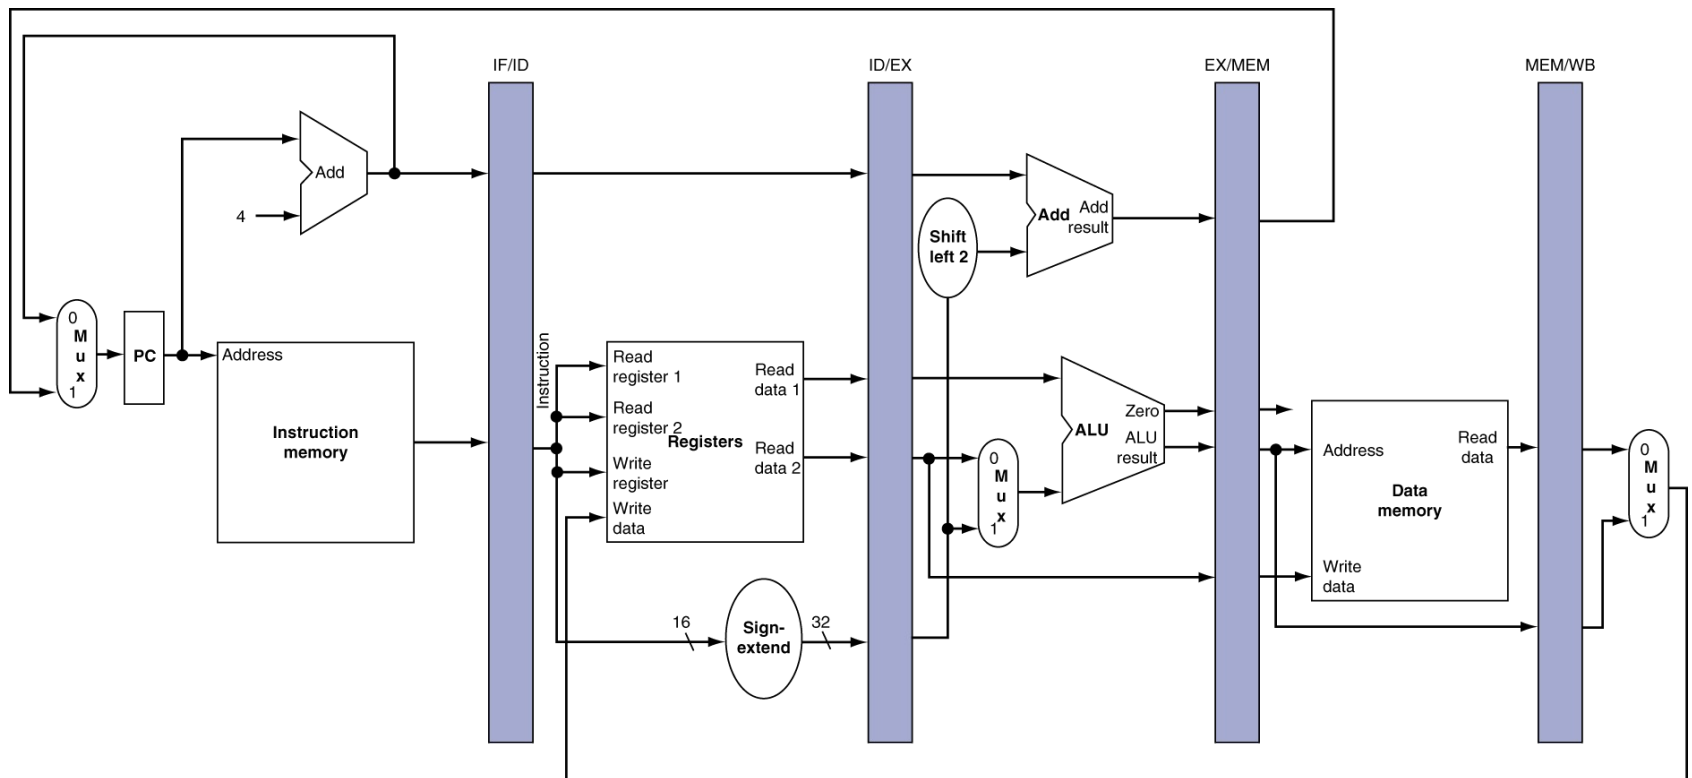 IF/ID
ID/EX
EX/MEM
MEM/WB
Add
4
Add
Add
result
Shift
left 2
0
M
u
x
1
PC
Address
Instruction
memory
Instruction
Read
register 1
Read
register 2
Write
register
Write
data
Registers
Read
data 1
Read
data 2
16
Sign-
extend
32
0
M
u
x
1
ALU
Zero
ALU
result
Address
Read
data
Data
memory
Write
data
0
M
u
x
1